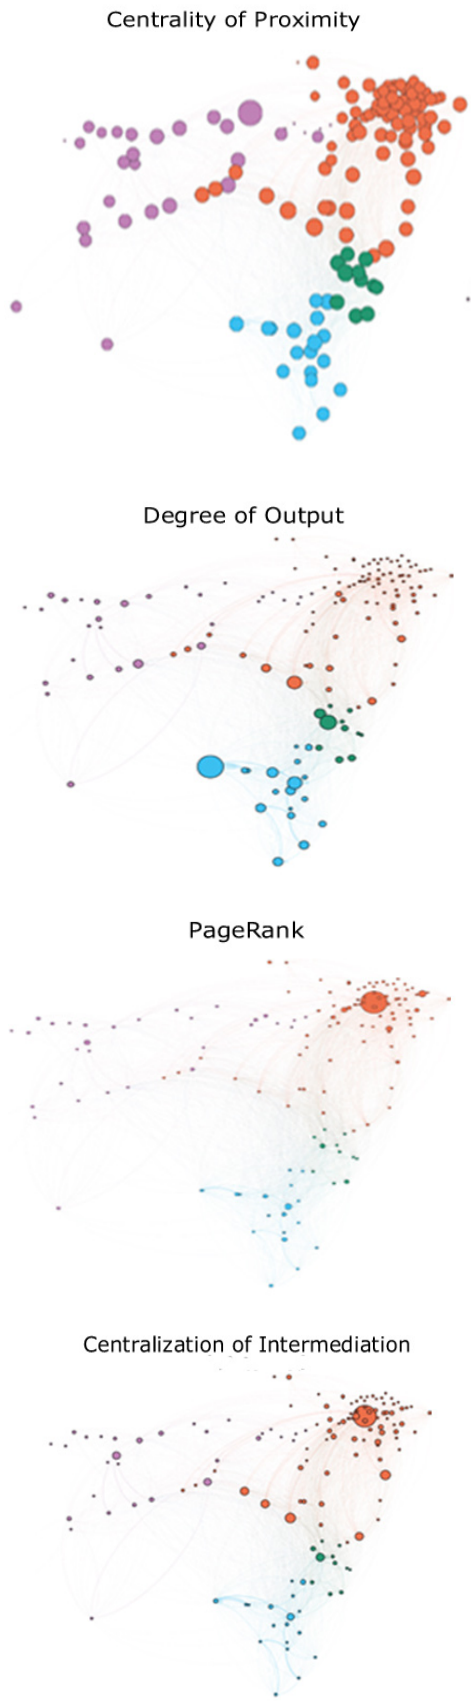 Centrality of Proximity
Degree of Output
PageRank
Centralization of Intermediation